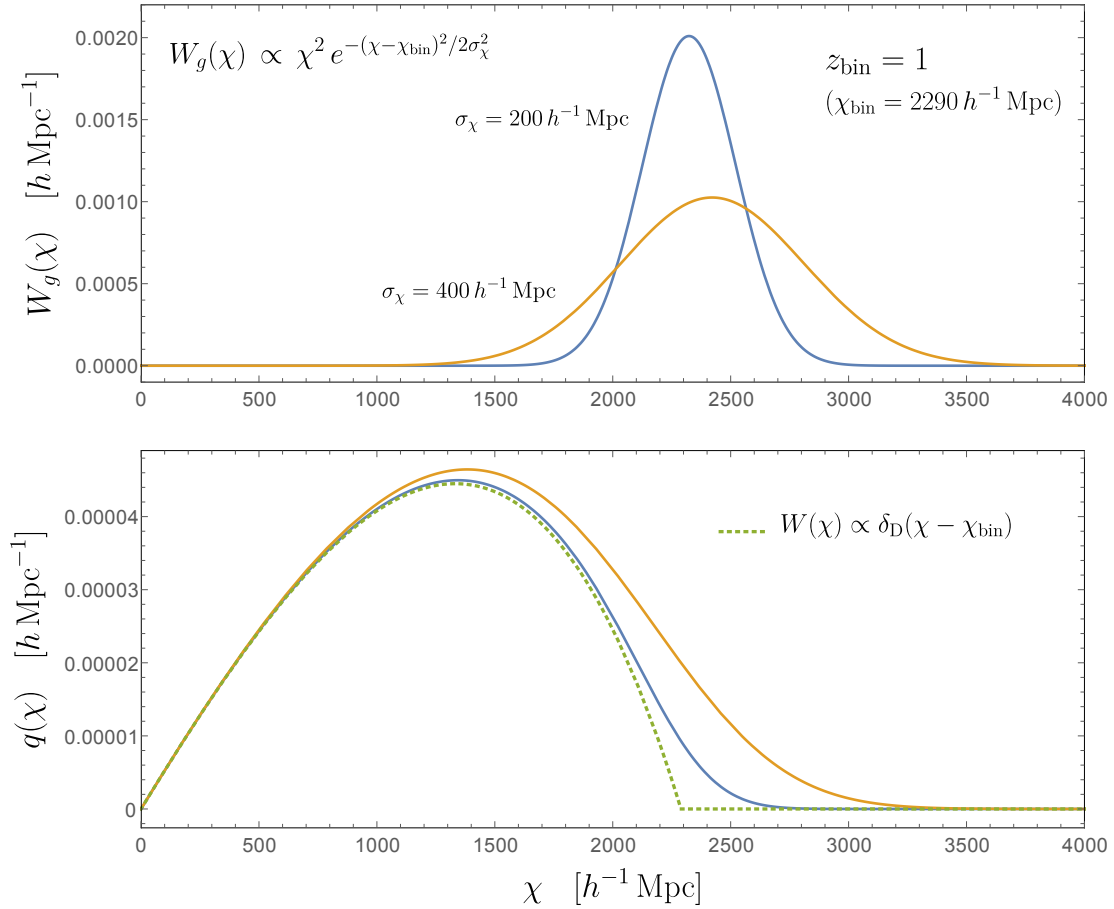 W_g(χ) ∝ χ² e^{-(χ-χ_bin)²/2σ_χ²}
z_bin = 1
(χ_bin = 2290 h⁻¹ Mpc)
σ_χ = 200 h⁻¹ Mpc
σ_χ = 400 h⁻¹ Mpc
W_g(χ) [h Mpc⁻¹]
0.0020
0.0015
0.0010
0.0005
0.0000
0 500 1000 1500 2000 2500 3000 3500 4000
W(χ) ∝ δ_D(χ - χ_bin)
q(χ) [h Mpc⁻¹]
0.00004
0.00003
0.00002
0.00001
0
0 500 1000 1500 2000 2500 3000 3500 4000
χ [h⁻¹ Mpc]